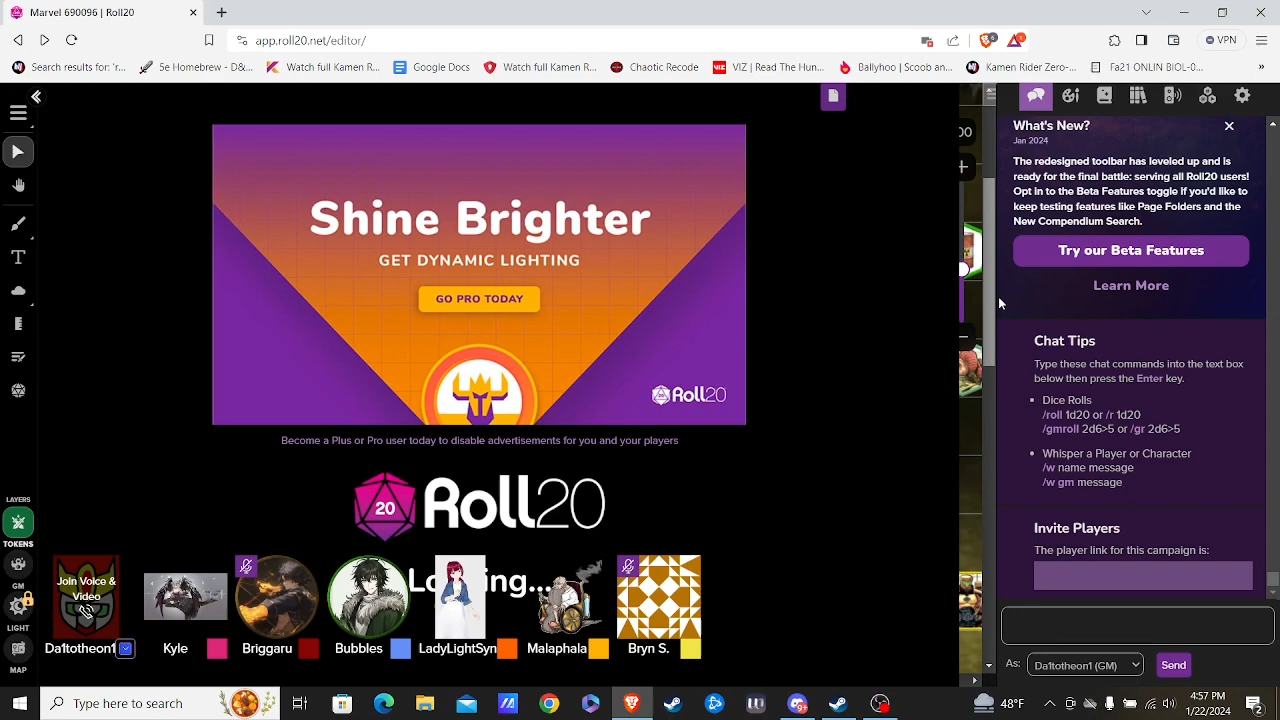 Marvel 690096 | Roll20
app.roll20.net/editor/
VPN
Search results for: 'r...
5e Homebrew - D&...
Watch full Kamen R...
Google Docs
Watch full Kamen R...
Chaotic Recode
VIZ | Read The Hun...
Ballyhoo | Scoob an...
Fa21 ONLIN BIOL-0...
Shine Brighter
GET DYNAMIC LIGHTING
GO PRO TODAY
Roll20
Become a Plus or Pro user today to disable advertisements for you and your players
20
Roll20
LAYERS
TOKENS
GM
LIGHT
MAP
Join Voice &
Video
Da1totheon1
Kyle
Briggaru
Bubbles
LadyLightSyn
Malaphala
Bryn S.
What's New?
Jan 2024
The redesigned toolbar has leveled up and is
ready for the final battle: serving all Roll20 users!
Opt in to the Beta Features toggle if you'd like to
keep testing features like Page Folders and the
New Compendium Search.
Try our Beta Features
Learn More
Chat Tips
Type these chat commands into the text box
below then press the Enter key.
Dice Rolls
/roll 1d20 or /r 1d20
/gmroll 2d6>5 or /gr 2d6>5
Whisper a Player or Character
/w name message
/w gm message
Invite Players
The player link for this campaign is:
As:
Da1totheon1 (GM)
Send
Type here to search
9+
4:57 PM
2